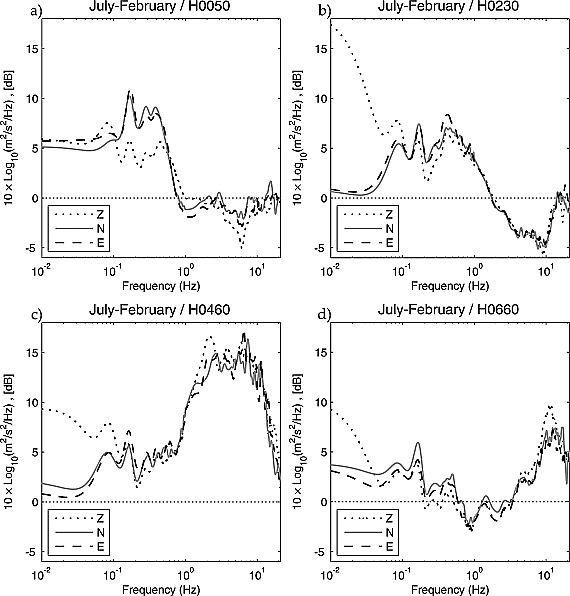 a) July-February / H0050
10 × Log10(m²/s²/Hz) , [dB]
15
10
5
0
-5
Z
N
E
10⁻² 10⁻¹ 10⁰ 10¹
Frequency (Hz)
b) July-February / H0230
10 × Log10(m²/s²/Hz) , [dB]
15
10
5
0
-5
Z
N
E
10⁻² 10⁻¹ 10⁰ 10¹
Frequency (Hz)
c) July-February / H0460
10 × Log10(m²/s²/Hz) , [dB]
15
10
5
0
-5
Z
N
E
10⁻² 10⁻¹ 10⁰ 10¹
Frequency (Hz)
d) July-February / H0660
10 × Log10(m²/s²/Hz) , [dB]
15
10
5
0
-5
Z
N
E
10⁻² 10⁻¹ 10⁰ 10¹
Frequency (Hz)